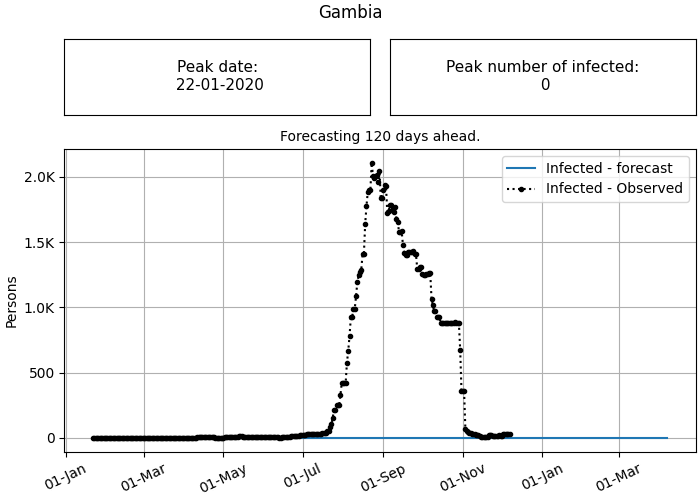 Gambia
Peak date:
22-01-2020
Peak number of infected:
0
Forecasting 120 days ahead.
Infected - forecast
Infected - Observed
2.0K
1.5K
1.0K
500
0
Persons
01-Jan
01-Mar
01-May
01-Jul
01-Sep
01-Nov
01-Jan
01-Mar